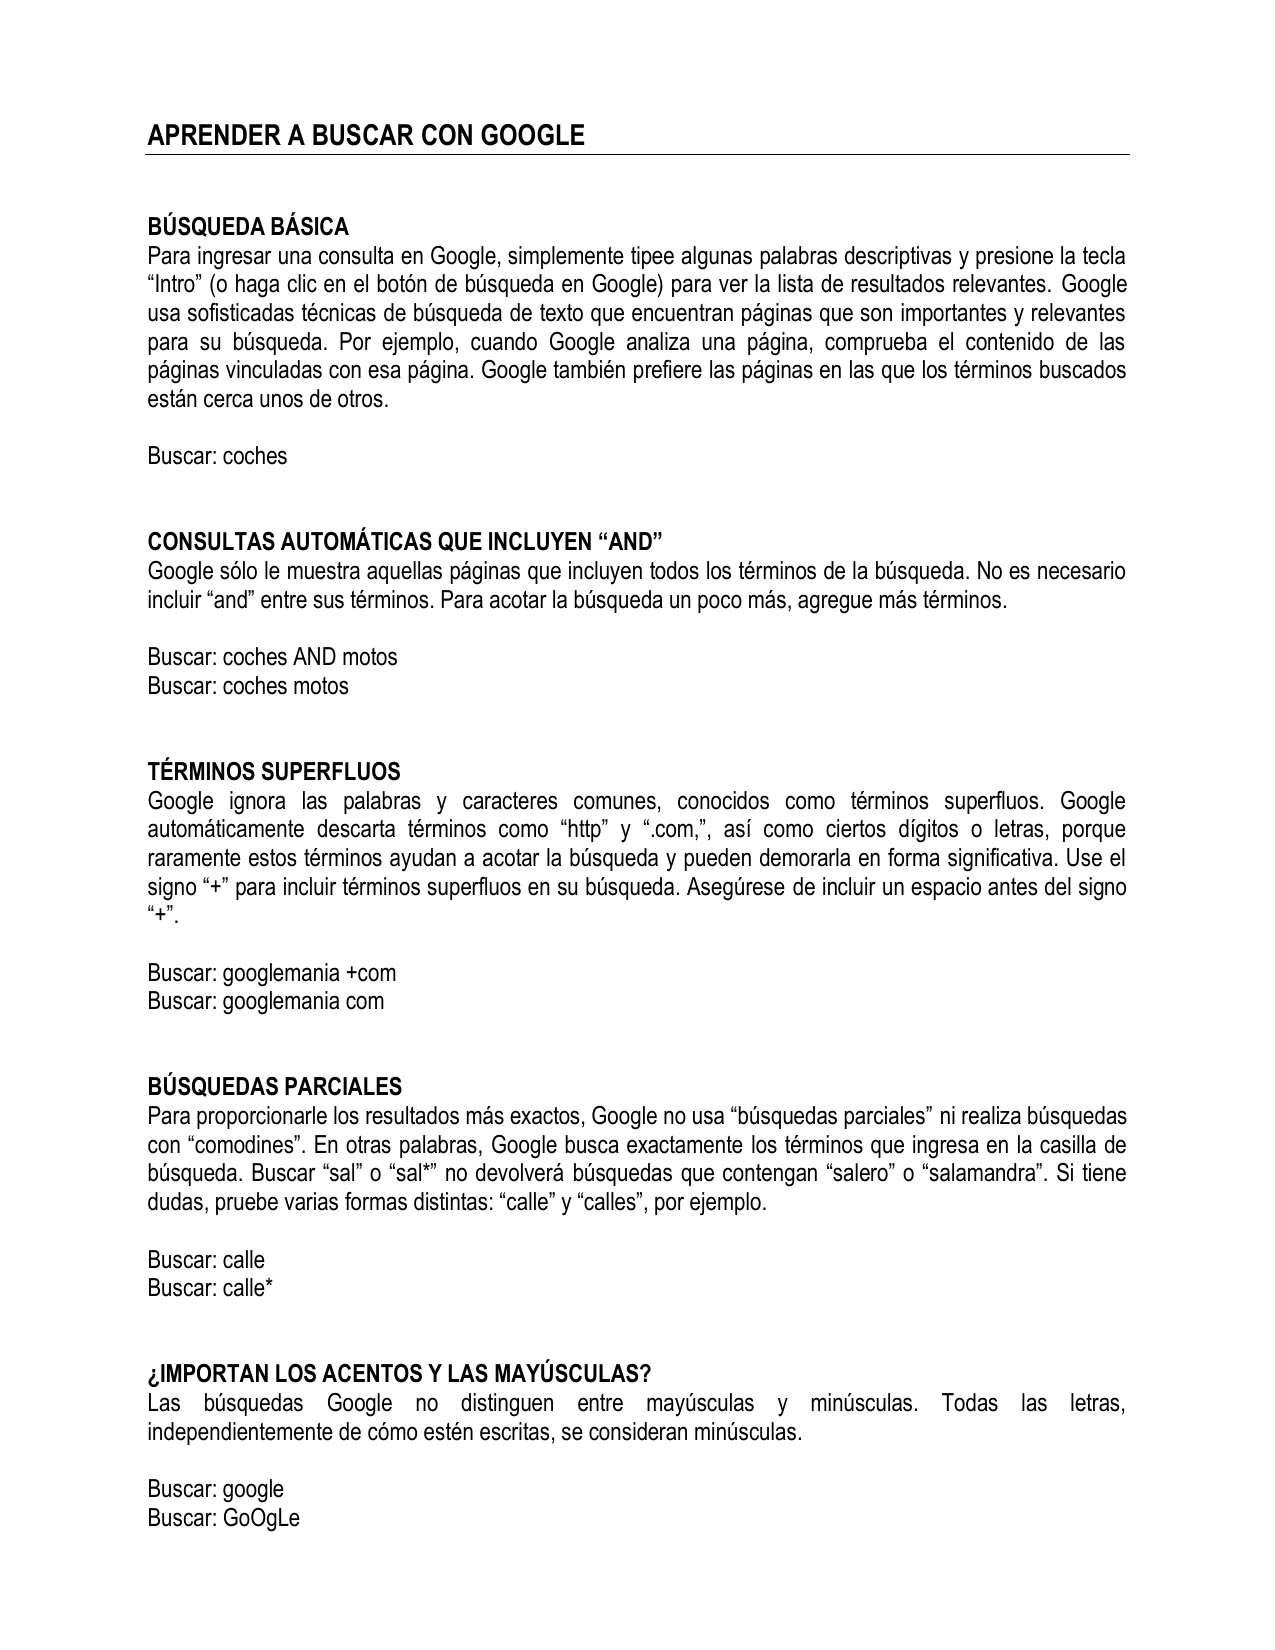 APRENDER A BUSCAR CON GOOGLE
BÚSQUEDA BÁSICA
Para ingresar una consulta en Google, simplemente tipee algunas palabras descriptivas y presione la tecla
“Intro” (o haga clic en el botón de búsqueda en Google) para ver la lista de resultados relevantes. Google
usa sofisticadas técnicas de búsqueda de texto que encuentran páginas que son importantes y relevantes
para su búsqueda. Por ejemplo, cuando Google analiza una página, comprueba el contenido de las
páginas vinculadas con esa página. Google también prefiere las páginas en las que los términos buscados
están cerca unos de otros.
Buscar: coches
CONSULTAS AUTOMÁTICAS QUE INCLUYEN “AND”
Google sólo le muestra aquellas páginas que incluyen todos los términos de la búsqueda. No es necesario
incluir “and” entre sus términos. Para acotar la búsqueda un poco más, agregue más términos.
Buscar: coches AND motos
Buscar: coches motos
TÉRMINOS SUPERFLUOS
Google ignora las palabras y caracteres comunes, conocidos como términos superfluos. Google
automáticamente descarta términos como “http” y “.com,”, así como ciertos dígitos o letras, porque
raramente estos términos ayudan a acotar la búsqueda y pueden demorarla en forma significativa. Use el
signo “+” para incluir términos superfluos en su búsqueda. Asegúrese de incluir un espacio antes del signo
“+”.
Buscar: googlemania +com
Buscar: googlemania com
BÚSQUEDAS PARCIALES
Para proporcionarle los resultados más exactos, Google no usa “búsquedas parciales” ni realiza búsquedas
con “comodines”. En otras palabras, Google busca exactamente los términos que ingresa en la casilla de
búsqueda. Buscar “sal” o “sal*” no devolverá búsquedas que contengan “salero” o “salamandra”. Si tiene
dudas, pruebe varias formas distintas: “calle” y “calles”, por ejemplo.
Buscar: calle
Buscar: calle*
¿IMPORTAN LOS ACENTOS Y LAS MAYÚSCULAS?
Las búsquedas Google no distinguen entre mayúsculas y minúsculas. Todas las letras,
independientemente de cómo estén escritas, se consideran minúsculas.
Buscar: google
Buscar: GoOgLe